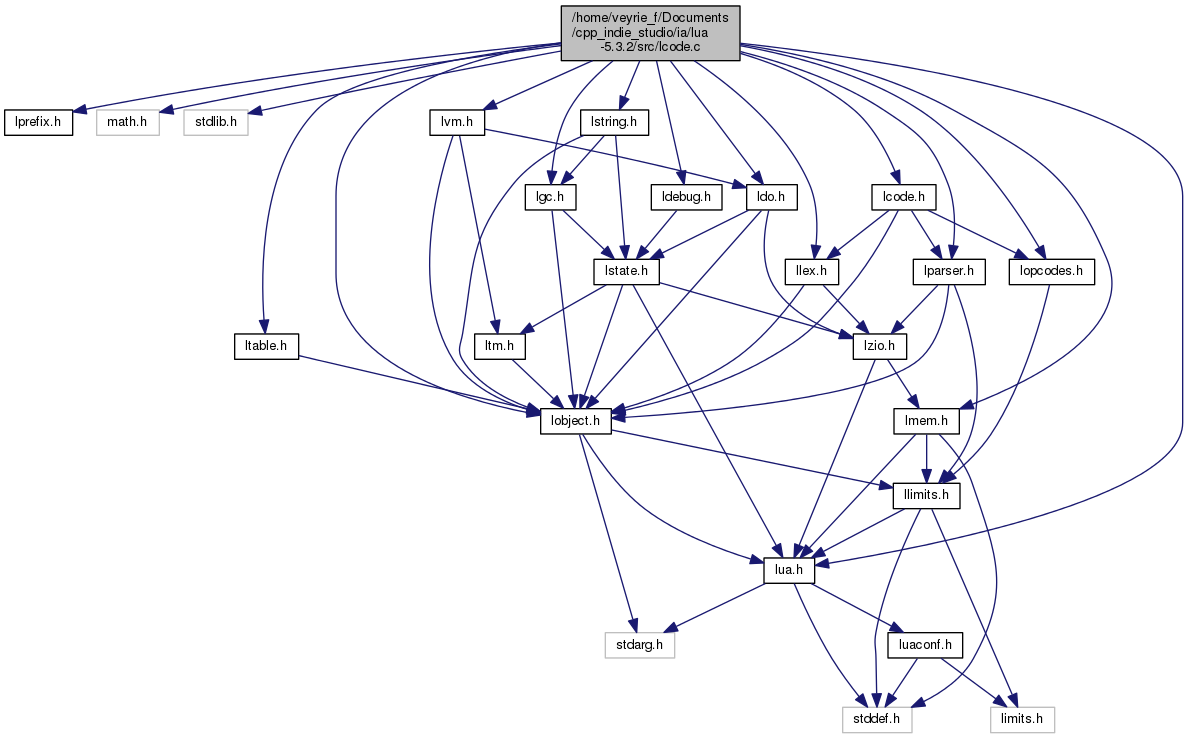 /home/veyrie_f/Documents
/cpp_indie_studio/ia/lua
-5.3.2/src/lcode.c
lprefix.h
math.h
stdlib.h
lvm.h
lstring.h
lgc.h
ldebug.h
ldo.h
lcode.h
lstate.h
llex.h
lparser.h
lopcodes.h
ltable.h
ltm.h
lzio.h
lobject.h
lmem.h
llimits.h
lua.h
stdarg.h
luaconf.h
stddef.h
limits.h